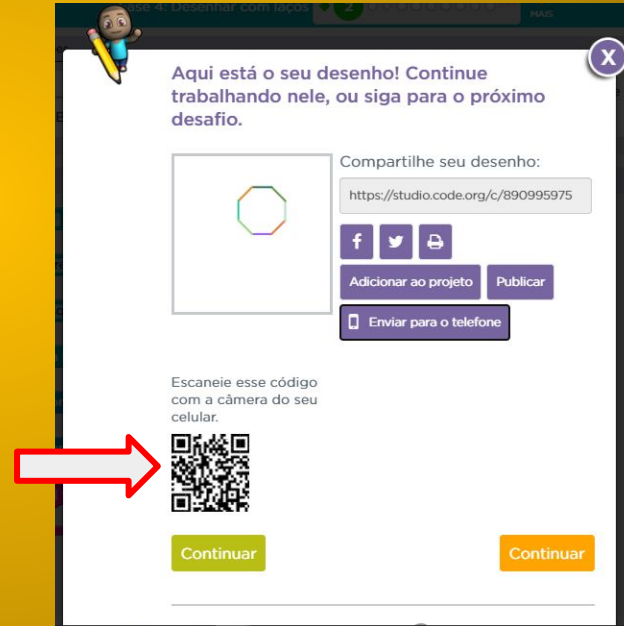 ase 4: Desenhar com laços 2
MAIS
X
Aqui está o seu desenho! Continue
trabalhando nele, ou siga para o próximo
desafio.
Compartilhe seu desenho:
https://studio.code.org/c/890995975
Adicionar ao projeto Publicar
Enviar para o telefone
Escaneie esse código
com a câmera do seu
celular.
Continuar Continuar